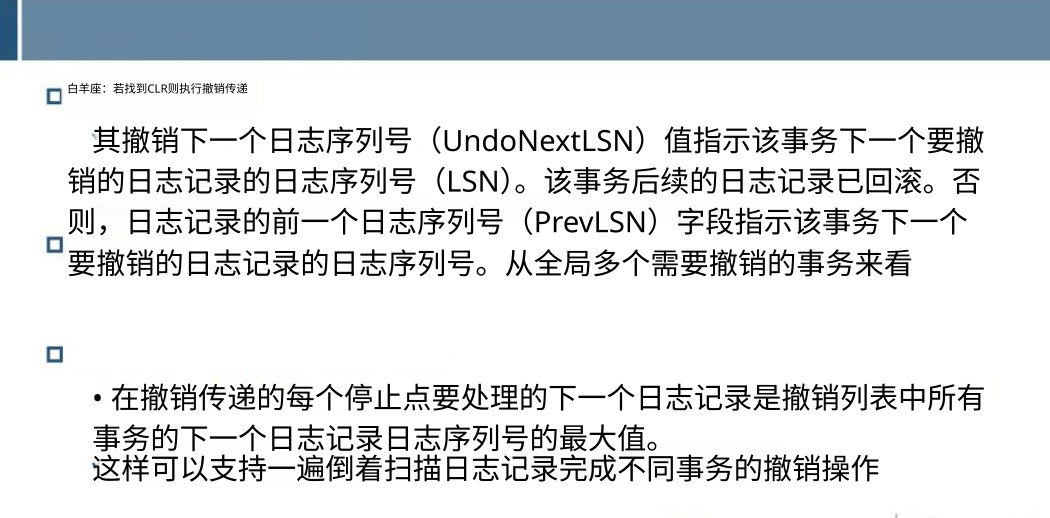 白羊座：若找到CLR则执行撤销传递
其撤销下一个日志序列号（UndoNextLSN）值指示该事务下一个要撤
销的日志记录的日志序列号（LSN）。该事务后续的日志记录已回滚。否
则，日志记录的前一个日志序列号（PrevLSN）字段指示该事务下一个
要撤销的日志记录的日志序列号。从全局多个需要撤销的事务来看
• 在撤销传递的每个停止点要处理的下一个日志记录是撤销列表中所有
事务的下一个日志记录日志序列号的最大值。
这样可以支持一遍倒着扫描日志记录完成不同事务的撤销操作